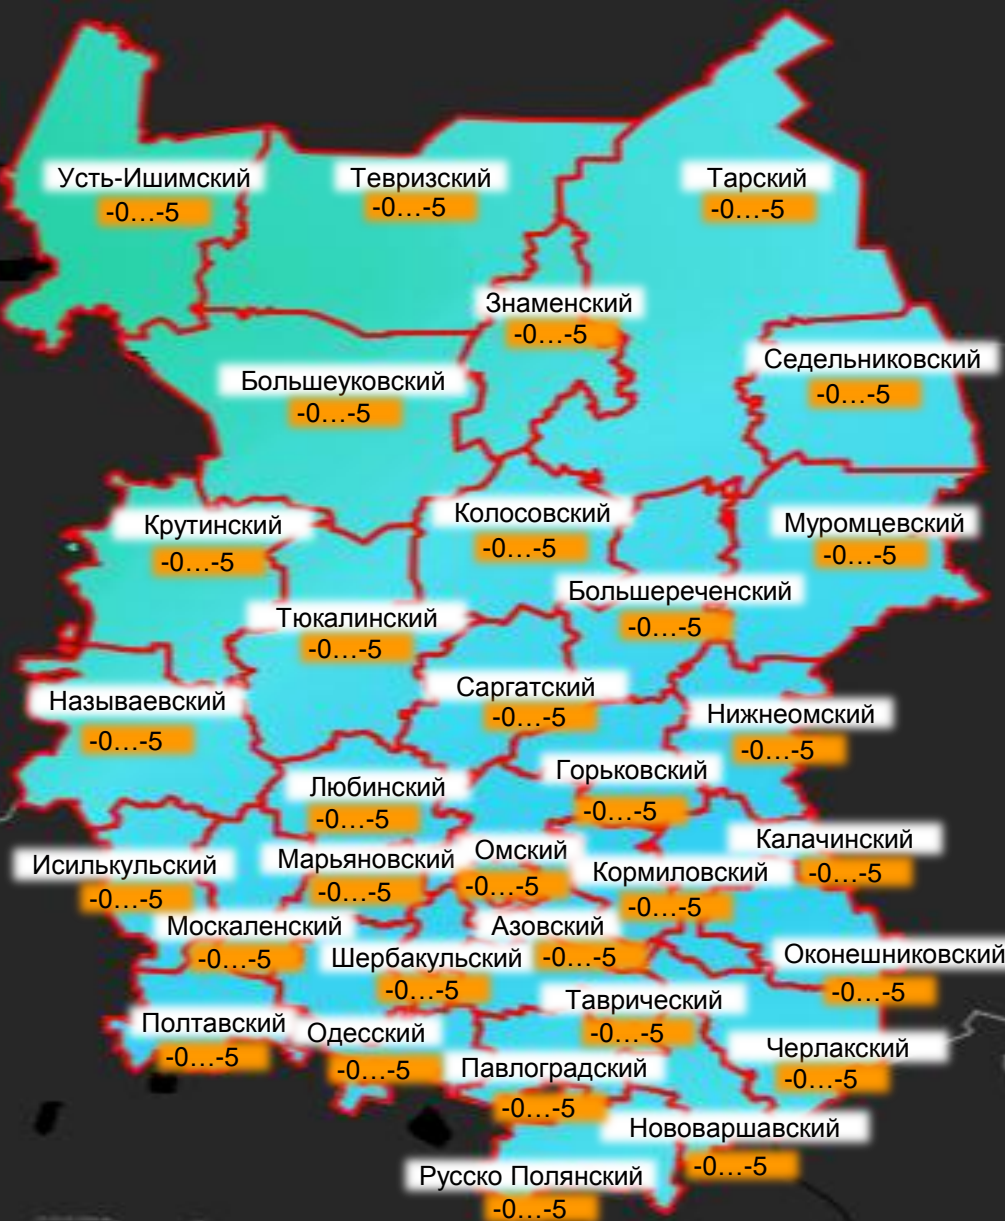 Усть-Ишимский
-0...-5
Тевризский
-0...-5
Тарский
-0...-5
Знаменский
-0...-5
Седельниковский
-0...-5
Большеуковский
-0...-5
Крутинский
-0...-5
Колосовский
-0...-5
Муромцевский
-0...-5
Большереченский
-0...-5
Тюкалинский
-0...-5
Саргатский
-0...-5
Называевский
-0...-5
Нижнеомский
-0...-5
Горьковский
-0...-5
Любинский
-0...-5
Калачинский
-0...-5
Исилькульский
-0...-5
Марьяновский
-0...-5
Омский
-0...-5
Кормиловский
-0...-5
Москаленский
-0...-5
Шербакульский
-0...-5
Азовский
-0...-5
Оконешниковский
-0...-5
Таврический
-0...-5
Полтавский
-0...-5
Одесский
-0...-5
Павлоградский
-0...-5
Черлакский
-0...-5
Нововаршавский
-0...-5
Русско Полянский
-0...-5